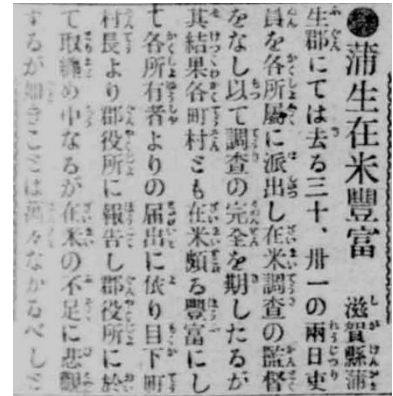 蒲生在米豐富 滋賀縣蒲
生郡にては去る三十、卅一の兩日吏
員を各所屬に派出し在米調査の監督
をなし以て調査の完全を期したるが
其結果各町村とも在米頗る豐富にし
て各所有者よりの届出に依り目下町
村長より郡役所に報告し郡役所に於
て取纏め中なるが在米の不足に悲觀
するが如きことは萬々なかるべしと